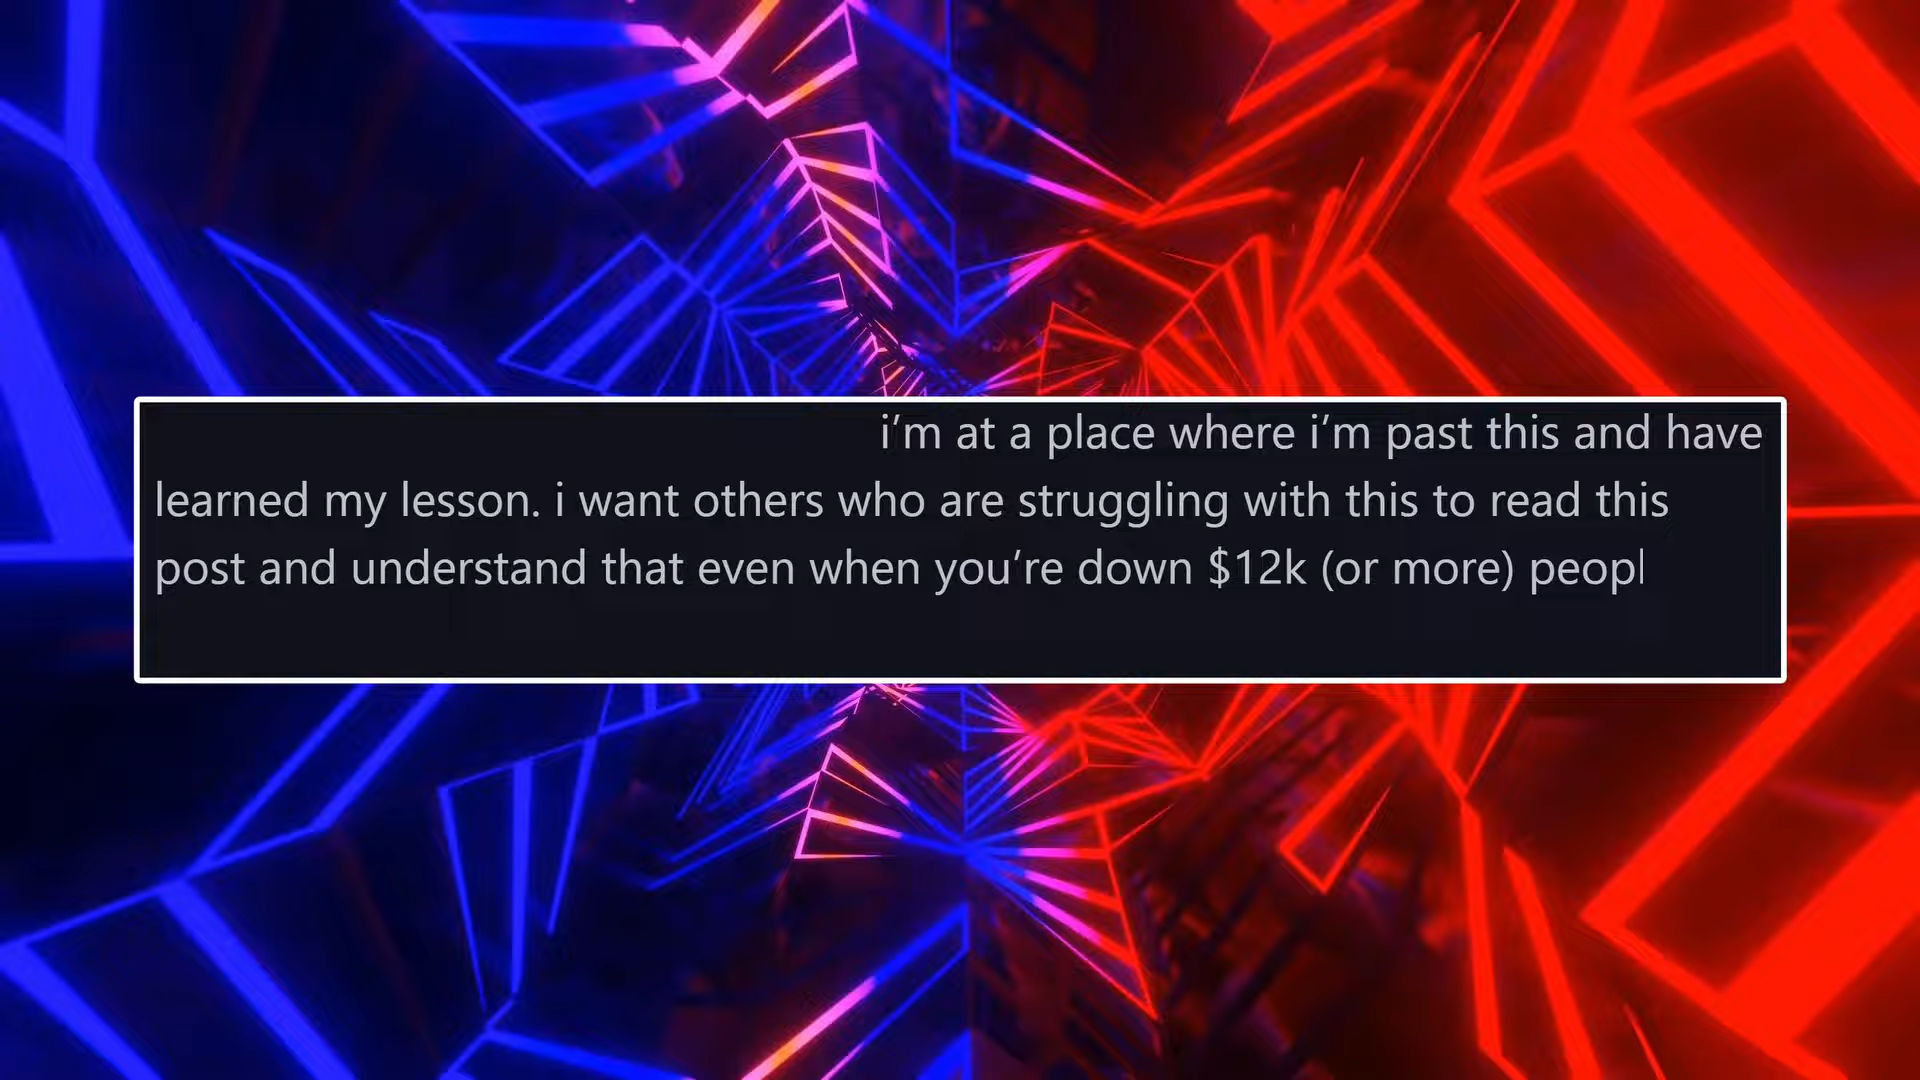 i’m at a place where i’m past this and have
learned my lesson. i want others who are struggling with this to read this
post and understand that even when you’re down $12k (or more) peopl